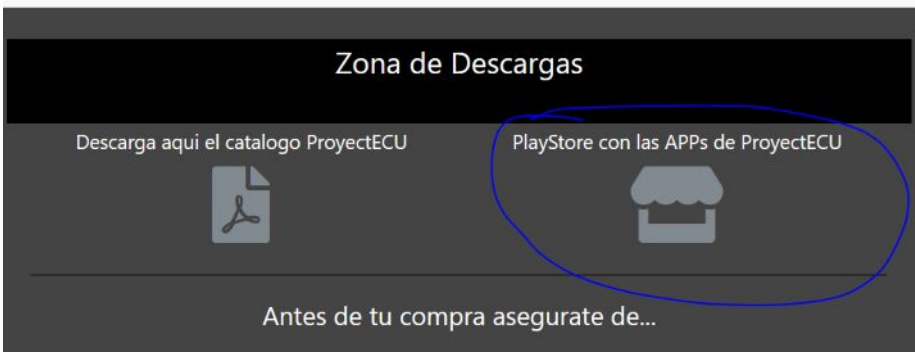 Zona de Descargas
Descarga aqui el catalogo ProyectECU
PlayStore con las APPs de ProyectECU
Antes de tu compra asegurate de...